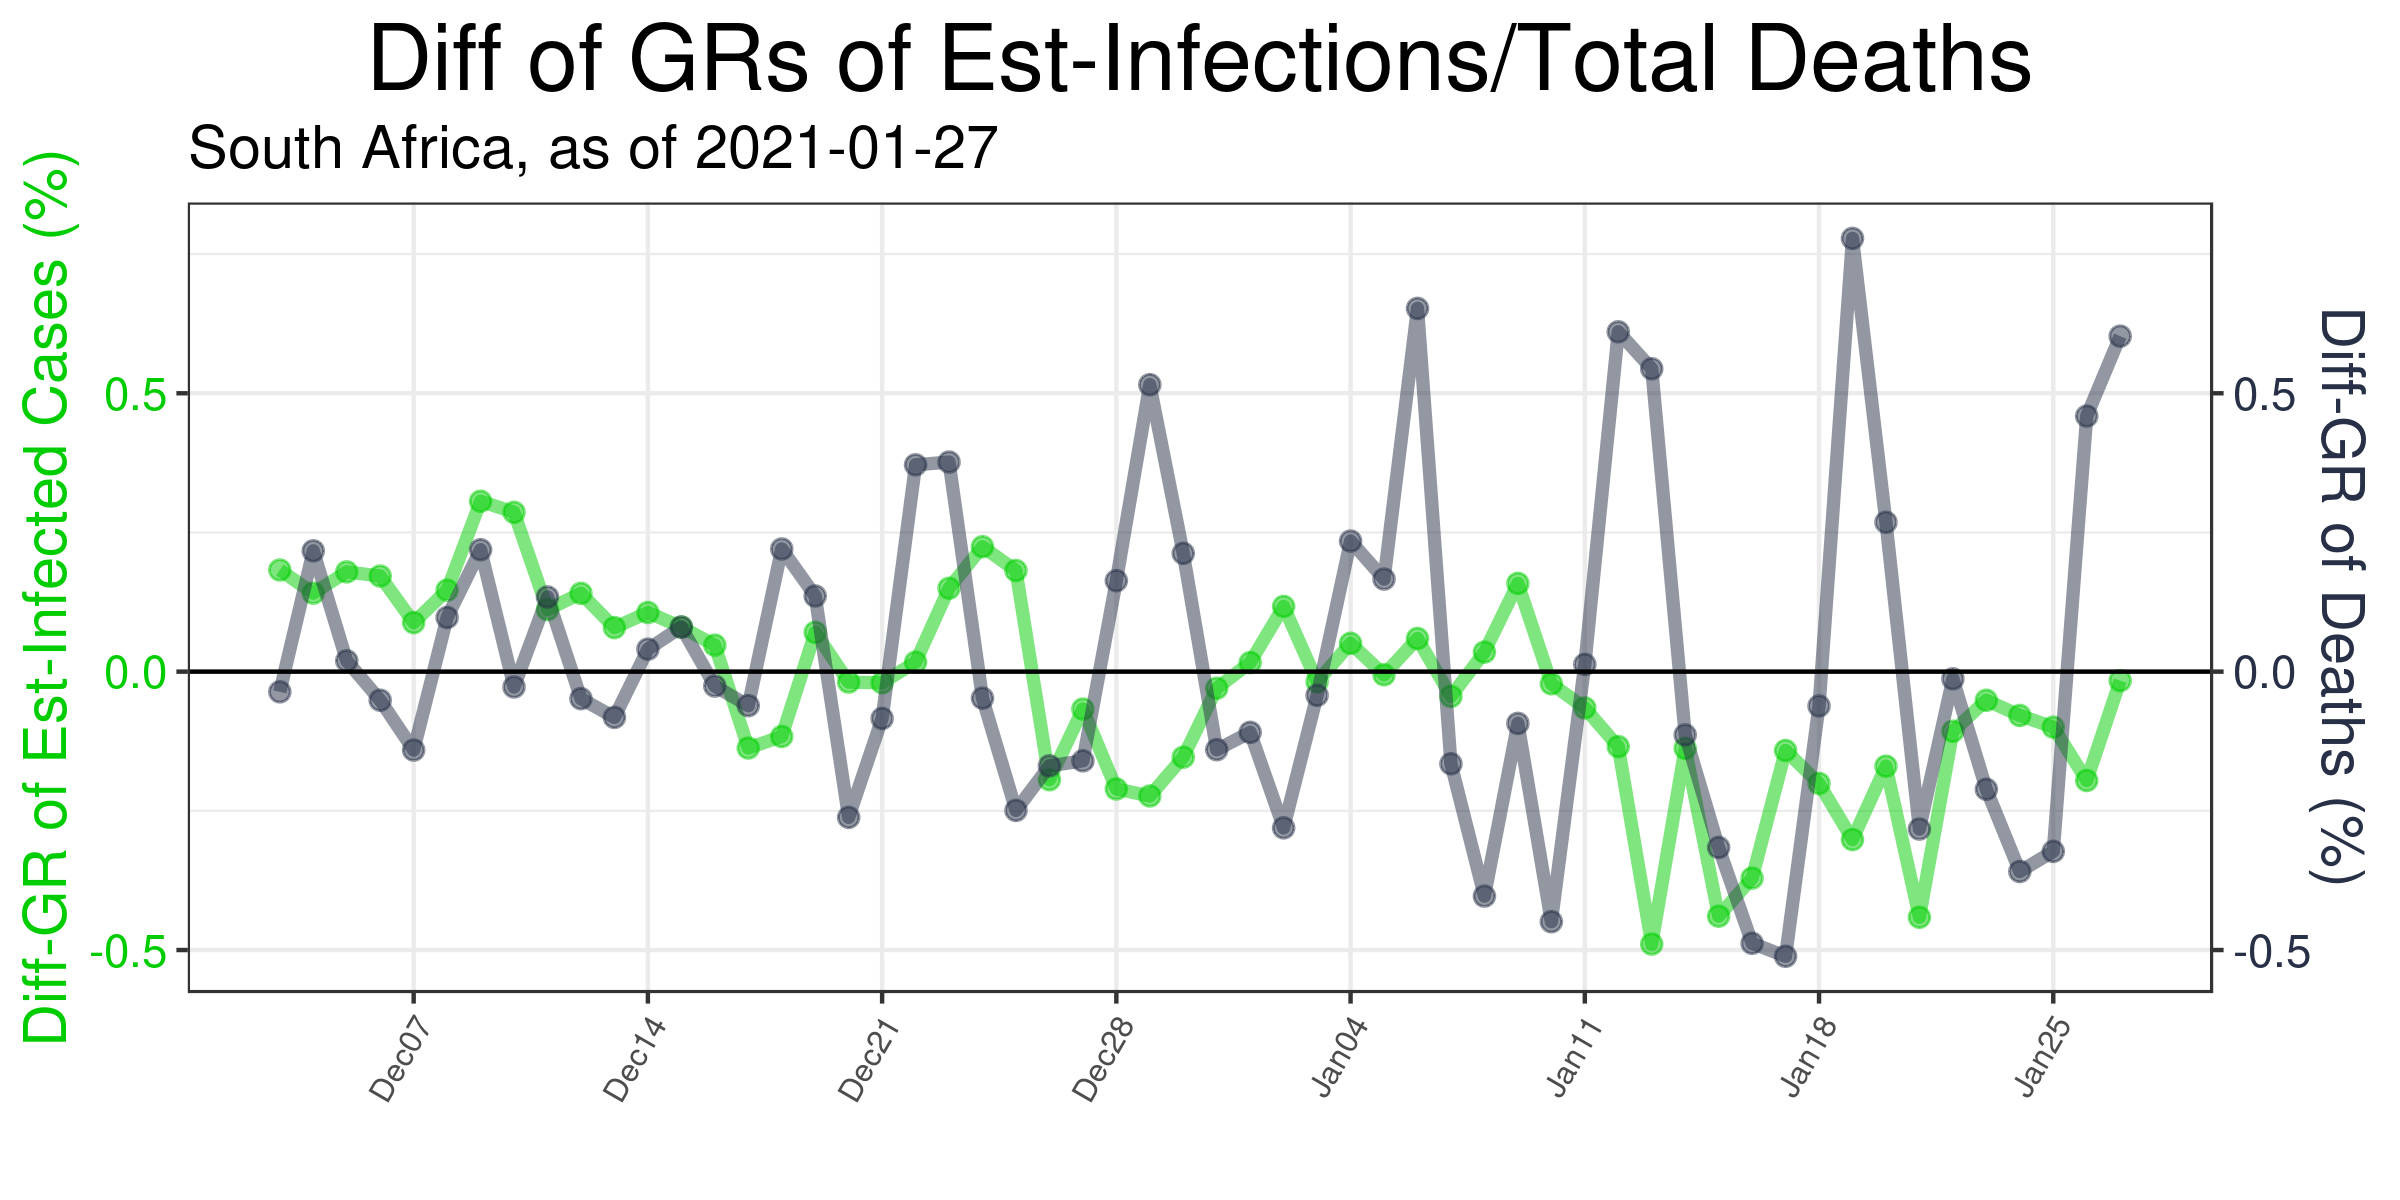 Diff of GRs of Est-Infections/Total Deaths
South Africa, as of 2021-01-27
Diff-GR of Est-Infected Cases (%)
0.5
0.0
-0.5
0.5
0.0
-0.5
Diff-GR of Deaths (%)
Dec07
Dec14
Dec21
Dec28
Jan04
Jan11
Jan18
Jan25